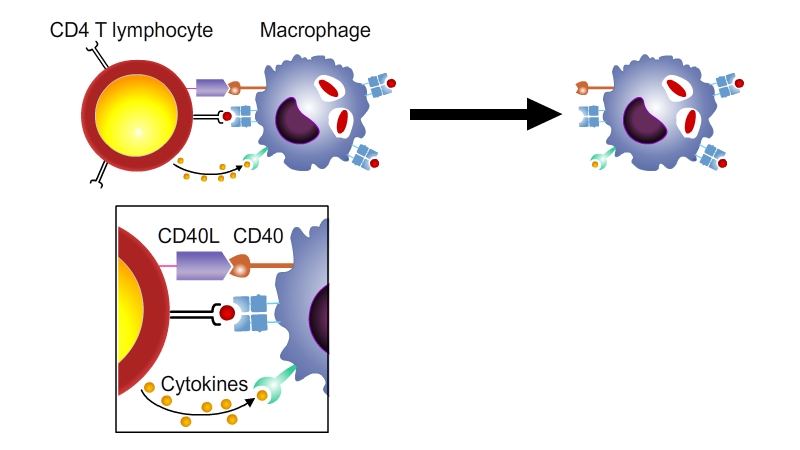 CD4 T lymphocyte
Macrophage
CD40L
CD40
Cytokines